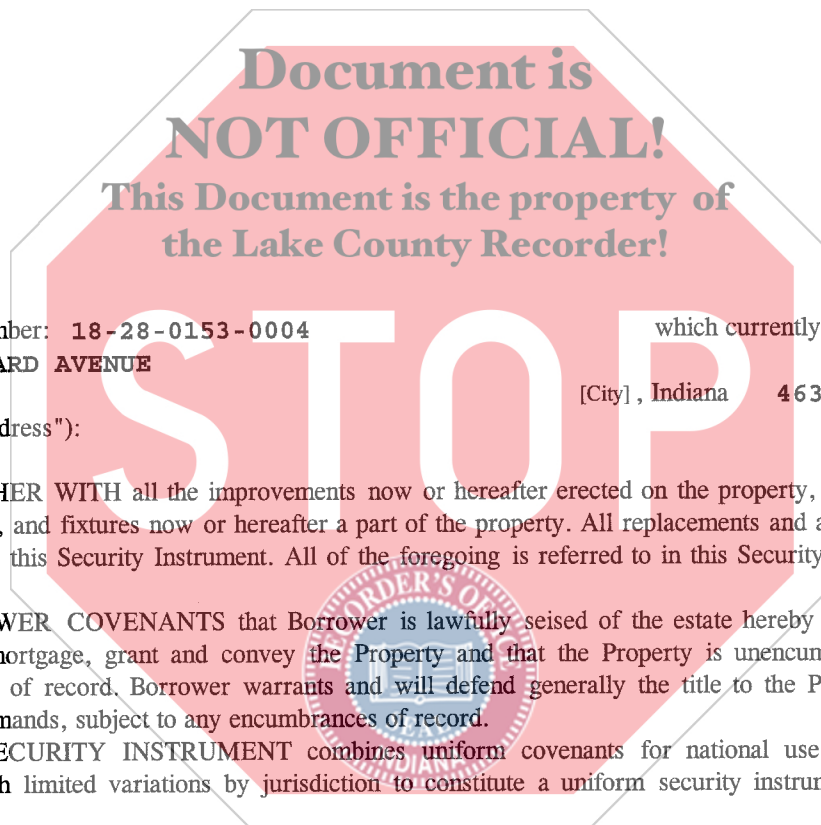 Document is
NOT OFFICIAL!
This Document is the property of
the Lake County Recorder!
STOP
nber: 18-28-0153-0004 which currently
ARD AVENUE
[City] , Indiana 463
dress"):
HER WITH all the improvements now or hereafter erected on the property,
, and fixtures now or hereafter a part of the property. All replacements and a
this Security Instrument. All of the foregoing is referred to in this Security
WER COVENANTS that Borrower is lawfully seised of the estate hereby
nortgage, grant and convey the Property and that the Property is unencum
of record. Borrower warrants and will defend generally the title to the P
mands, subject to any encumbrances of record.
ECURITY INSTRUMENT combines uniform covenants for national use
h limited variations by jurisdiction to constitute a uniform security instrun
RECORDER'S OFFICE
SEAL
INDIANA